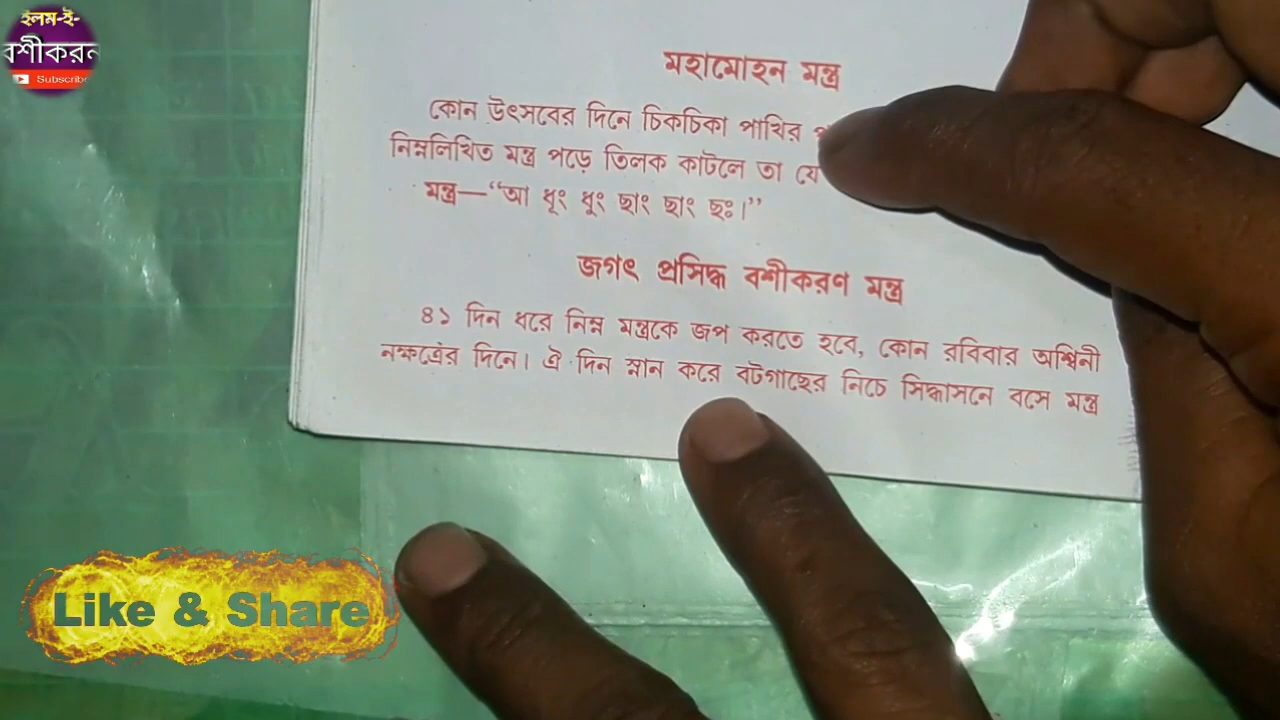 ইলম-ই-
বশীকরন
Subscribe
মহামোহন মন্ত্র
কোন উৎসবের দিনে চিকচিকা পাখির
নিম্নলিখিত মন্ত্র পড়ে তিলক কাটলে তা যে
মন্ত্র—“আ ধূং ধুং ছাং ছাং ছঃ।”
জগৎ প্রসিদ্ধ বশীকরণ মন্ত্র
৪১ দিন ধরে নিম্ন মন্ত্রকে জপ করতে হবে, কোন রবিবার অশ্বিনী
নক্ষত্রের দিনে। ঐ দিন স্নান করে বটগাছের নিচে সিদ্ধাসনে বসে মন্ত্র
Like & Share